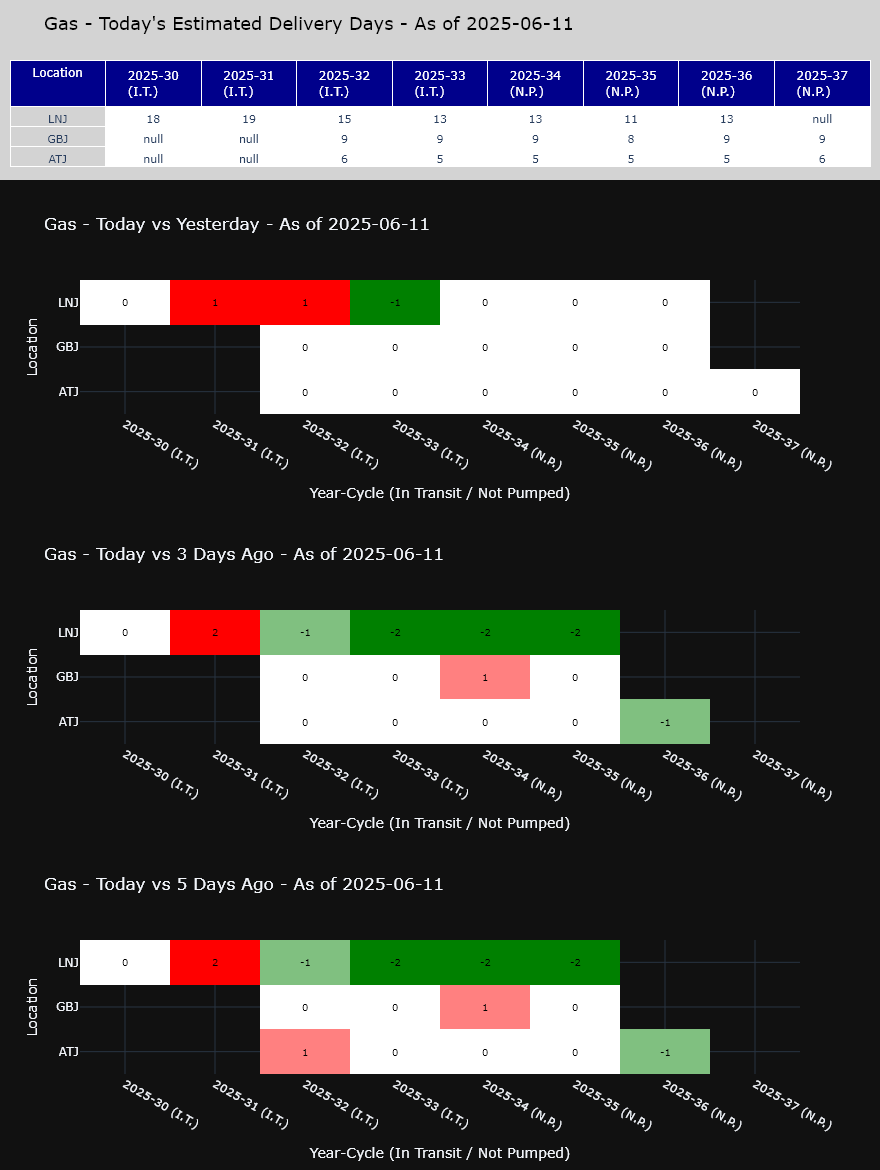 Gas - Today's Estimated Delivery Days - As of 2025-06-11
Location 2025-30 (I.T.) 2025-31 (I.T.) 2025-32 (I.T.) 2025-33 (I.T.) 2025-34 (N.P.) 2025-35 (N.P.) 2025-36 (N.P.) 2025-37 (N.P.)
LNJ 18 19 15 13 13 11 13 null
GBJ null null 9 9 9 8 9 9
ATJ null null 6 5 5 5 5 6
Gas - Today vs Yesterday - As of 2025-06-11
Location
LNJ 0 1 1 -1 0 0 0
GBJ 0 0 0 0 0
ATJ 0 0 0 0 0 0
2025-30 (I.T.) 2025-31 (I.T.) 2025-32 (I.T.) 2025-33 (I.T.) 2025-34 (N.P.) 2025-35 (N.P.) 2025-36 (N.P.) 2025-37 (N.P.)
Year-Cycle (In Transit / Not Pumped)
Gas - Today vs 3 Days Ago - As of 2025-06-11
Location
LNJ 0 2 -1 -2 -2 -2
GBJ 0 0 1 0
ATJ 0 0 0 0 -1
2025-30 (I.T.) 2025-31 (I.T.) 2025-32 (I.T.) 2025-33 (I.T.) 2025-34 (N.P.) 2025-35 (N.P.) 2025-36 (N.P.) 2025-37 (N.P.)
Year-Cycle (In Transit / Not Pumped)
Gas - Today vs 5 Days Ago - As of 2025-06-11
Location
LNJ 0 2 -1 -2 -2 -2
GBJ 0 0 1 0
ATJ 1 0 0 0 -1
2025-30 (I.T.) 2025-31 (I.T.) 2025-32 (I.T.) 2025-33 (I.T.) 2025-34 (N.P.) 2025-35 (N.P.) 2025-36 (N.P.) 2025-37 (N.P.)
Year-Cycle (In Transit / Not Pumped)